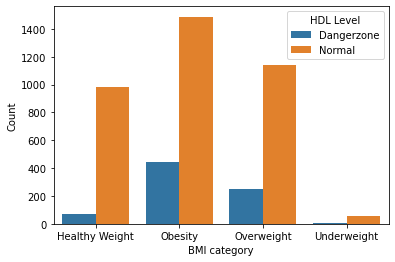 HDL Level
Dangerzone
Normal
1400
1200
1000
800
600
400
200
0
Count
Healthy Weight Obesity Overweight Underweight
BMI category